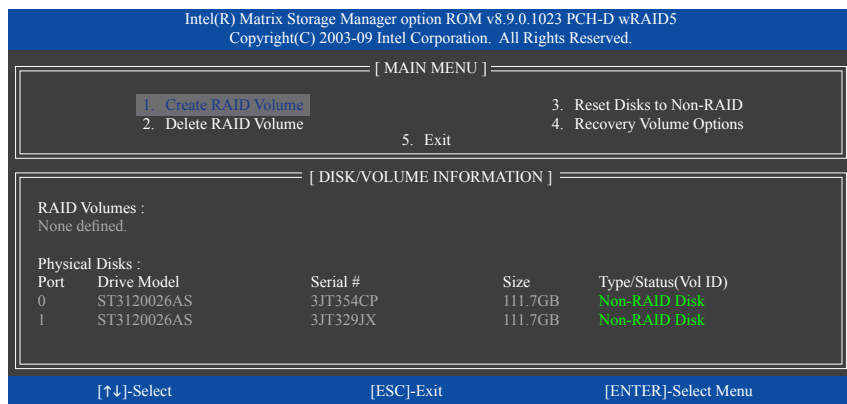 Intel(R) Matrix Storage Manager option ROM v8.9.0.1023 PCH-D wRAID5
Copyright(C) 2003-09 Intel Corporation. All Rights Reserved.
[ MAIN MENU ]
1. Create RAID Volume 3. Reset Disks to Non-RAID
2. Delete RAID Volume 4. Recovery Volume Options
5. Exit
[ DISK/VOLUME INFORMATION ]
RAID Volumes :
None defined.
Physical Disks :
Port Drive Model Serial # Size Type/Status(Vol ID)
0 ST3120026AS 3JT354CP 111.7GB Non-RAID Disk
1 ST3120026AS 3JT329JX 111.7GB Non-RAID Disk
[↑↓]-Select [ESC]-Exit [ENTER]-Select Menu